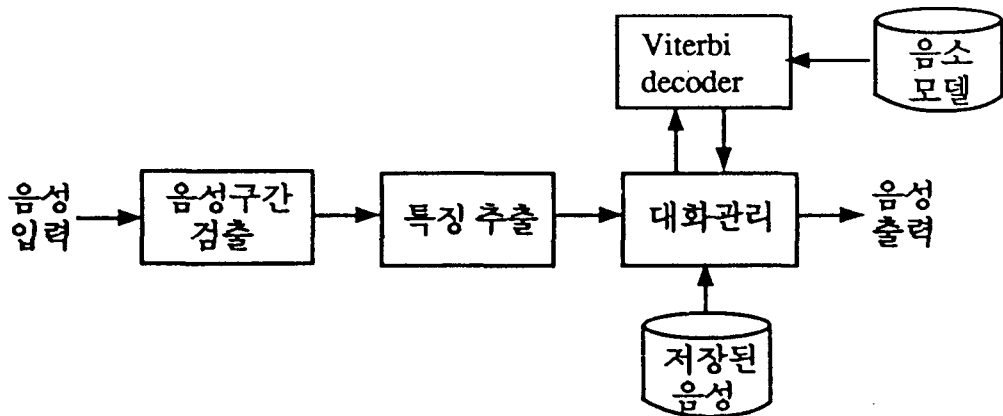 Viterbi
decoder
음소
모델
음성
입력
음성구간
검출
특징 추출
대화관리
음성
출력
저장된
음성